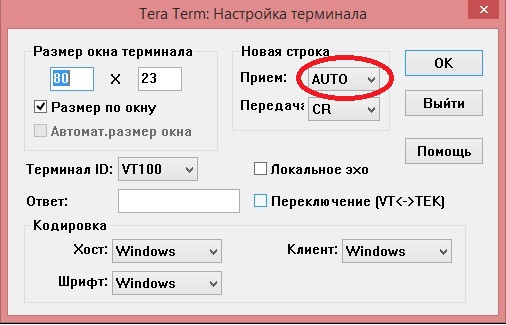 Tera Term: Настройка терминала
Размер окна терминала
80 X 23
Размер по окну
Автомат.размер окна
Новая строка
Прием: AUTO
Передача CR
OK
Выйти
Помощь
Терминал ID: VT100
Локальное эхо
Ответ:
Переключение (VT<->TEK)
Кодировка
Хост: Windows
Клиент: Windows
Шрифт: Windows